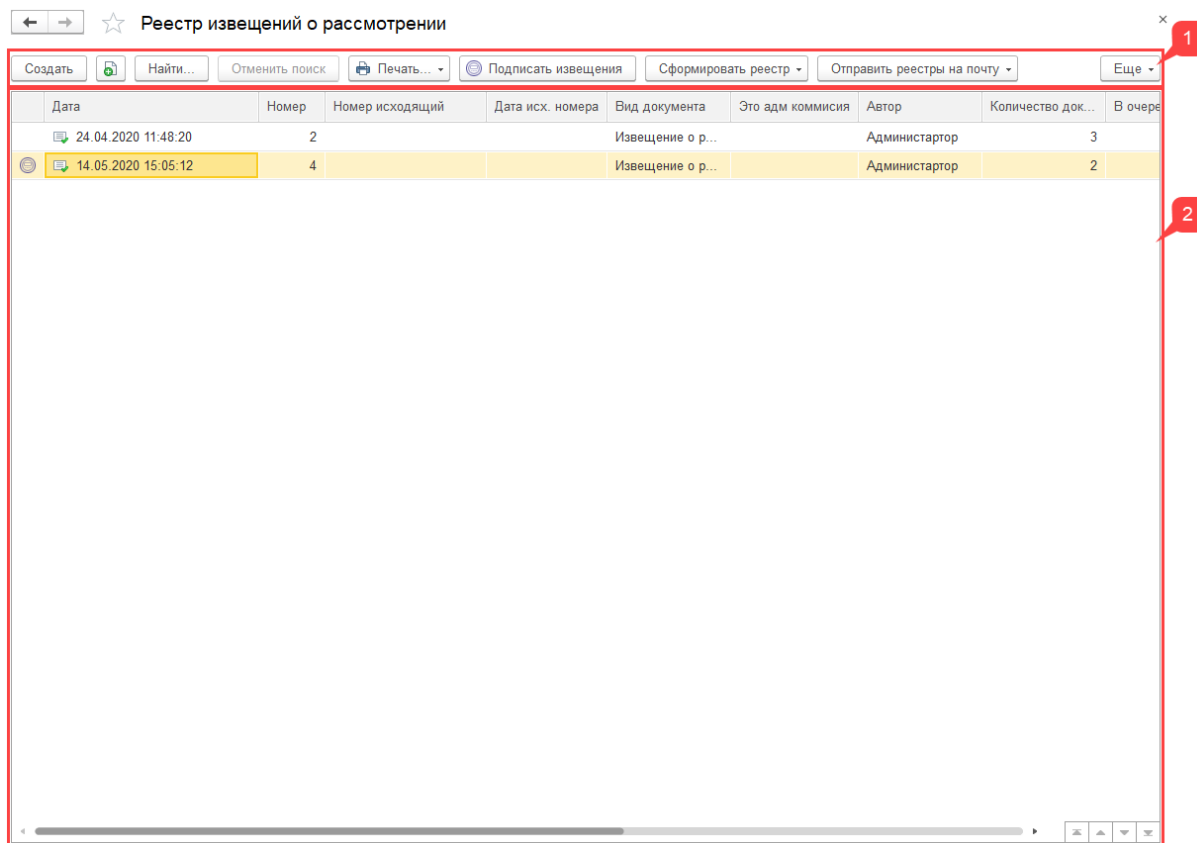 Реестр извещений о рассмотрении ×
1
Создать Найти... Отменить поиск Печать... Подписать извещения Сформировать реестр Отправить реестры на почту Еще
Дата Номер Номер исходящий Дата исх. номера Вид документа Это адм коммисия Автор Количество док... В очере
24.04.2020 11:48:20 2 Извещение о р... Администартор 3
14.05.2020 15:05:12 4 Извещение о р... Администартор 2
2